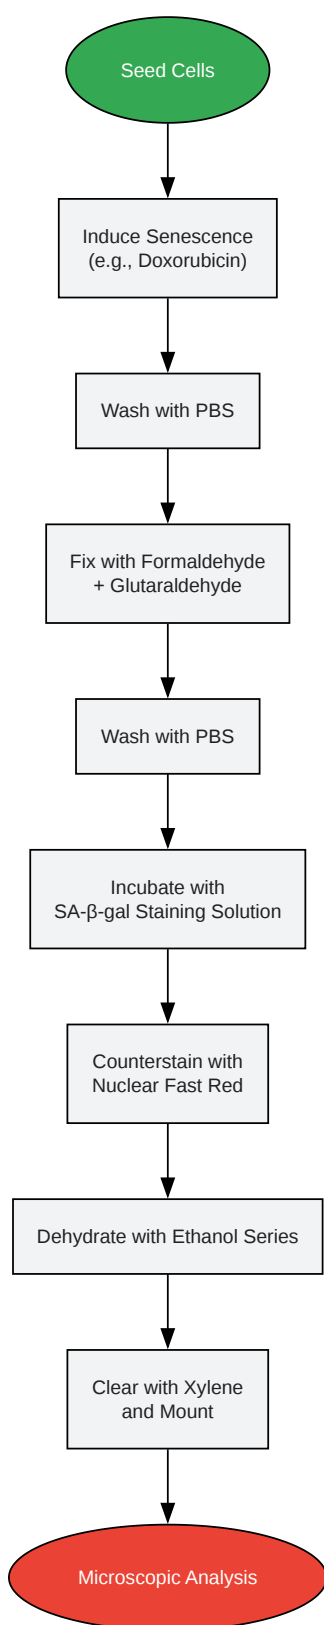 Seed Cells
Induce Senescence
(e.g., Doxorubicin)
Wash with PBS
Fix with Formaldehyde
+ Glutaraldehyde
Wash with PBS
Incubate with
SA-β-gal Staining Solution
Counterstain with
Nuclear Fast Red
Dehydrate with Ethanol Series
Clear with Xylene
and Mount
Microscopic Analysis